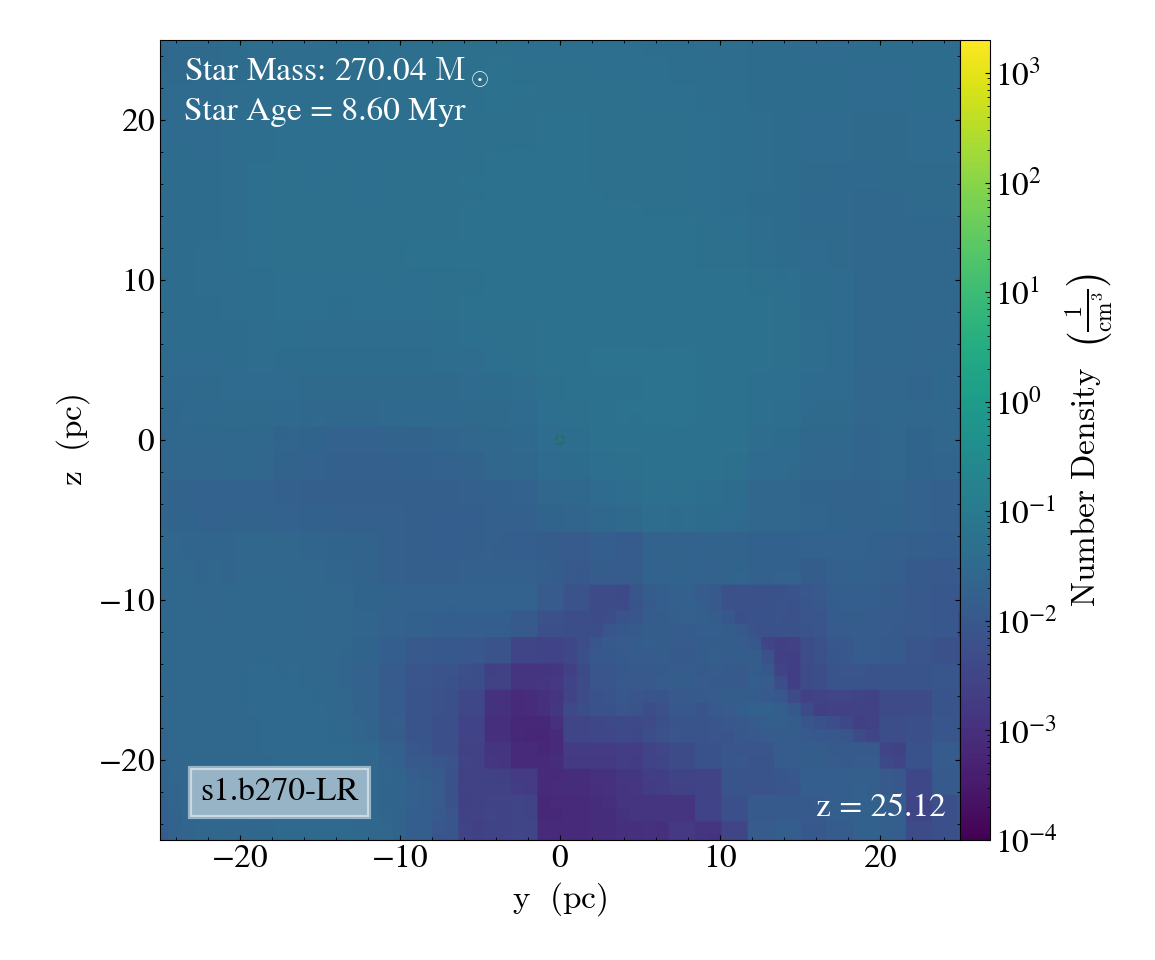 Star Mass: 270.04 M⊙
Star Age = 8.60 Myr
20
10
0
−10
−20
z (pc)
s1.b270-LR
z = 25.12
−20 −10 0 10 20
y (pc)
10³
10²
10¹
10⁰
10⁻¹
10⁻²
10⁻³
10⁻⁴
Number Density (1/cm³)